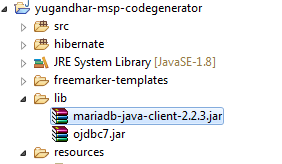 yugandhar-msp-codegenerator
src
hibernate
JRE System Library [JavaSE-1.8]
freemarker-templates
lib
mariadb-java-client-2.2.3.jar
ojdbc7.jar
resources